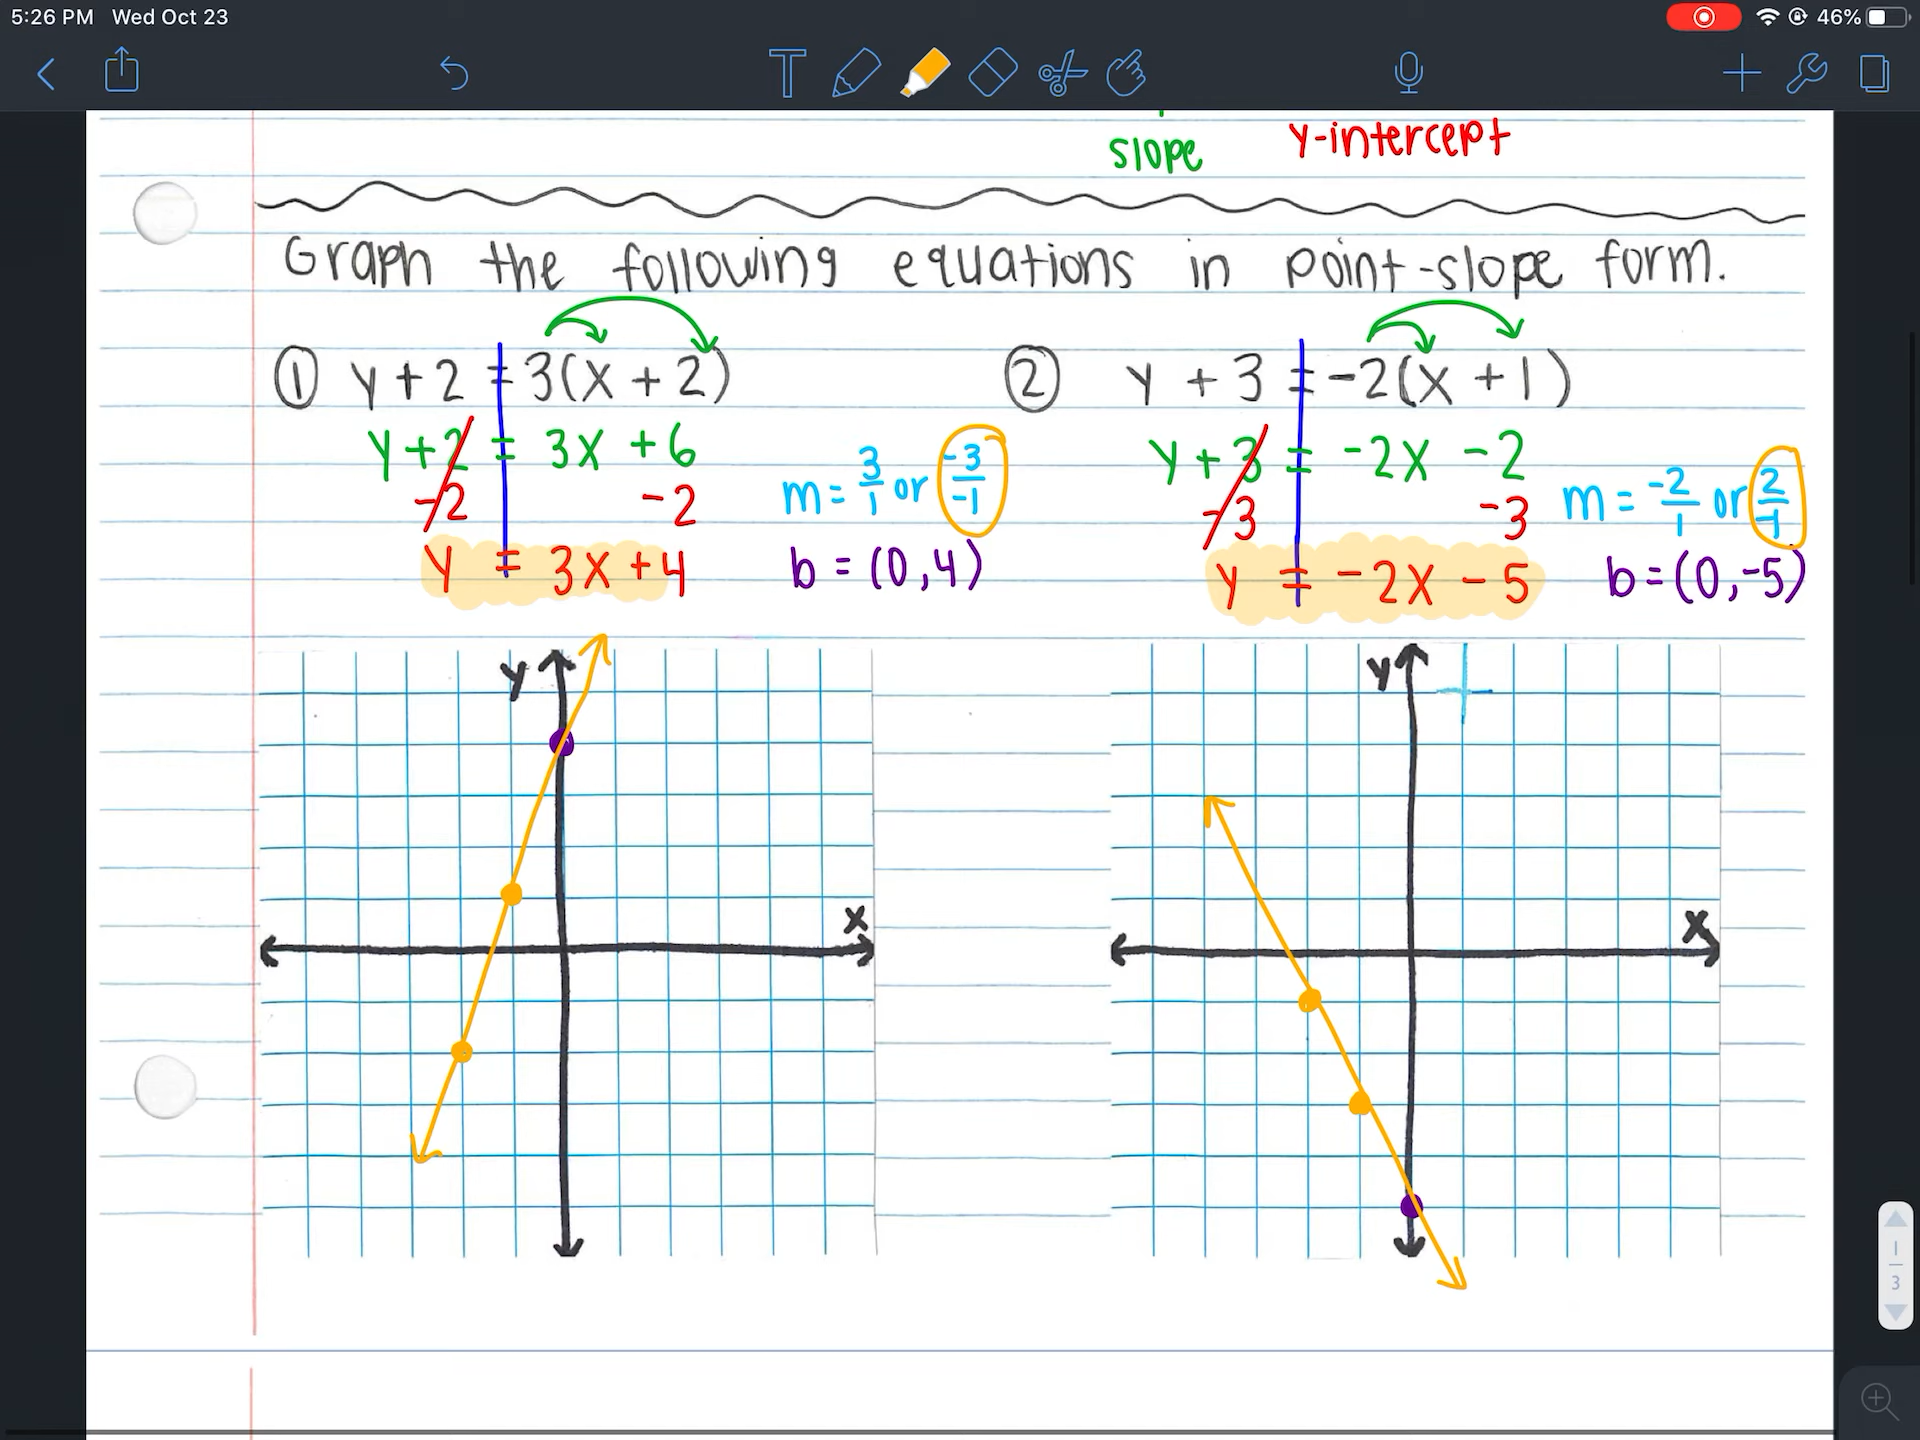 5:26 PM Wed Oct 23
46%
T
slope y-intercept
Graph the following equations in point-slope form.
① y + 2 = 3(x + 2)
y + 2 = 3x + 6
-2 -2
y = 3x + 4
m = 3/1 or -3/-1
b = (0,4)
② y + 3 = -2(x + 1)
y + 3 = -2x - 2
-3 -3
y = -2x - 5
m = -2/1 or 2/-1
b = (0,-5)
y
x
y
x
1
3